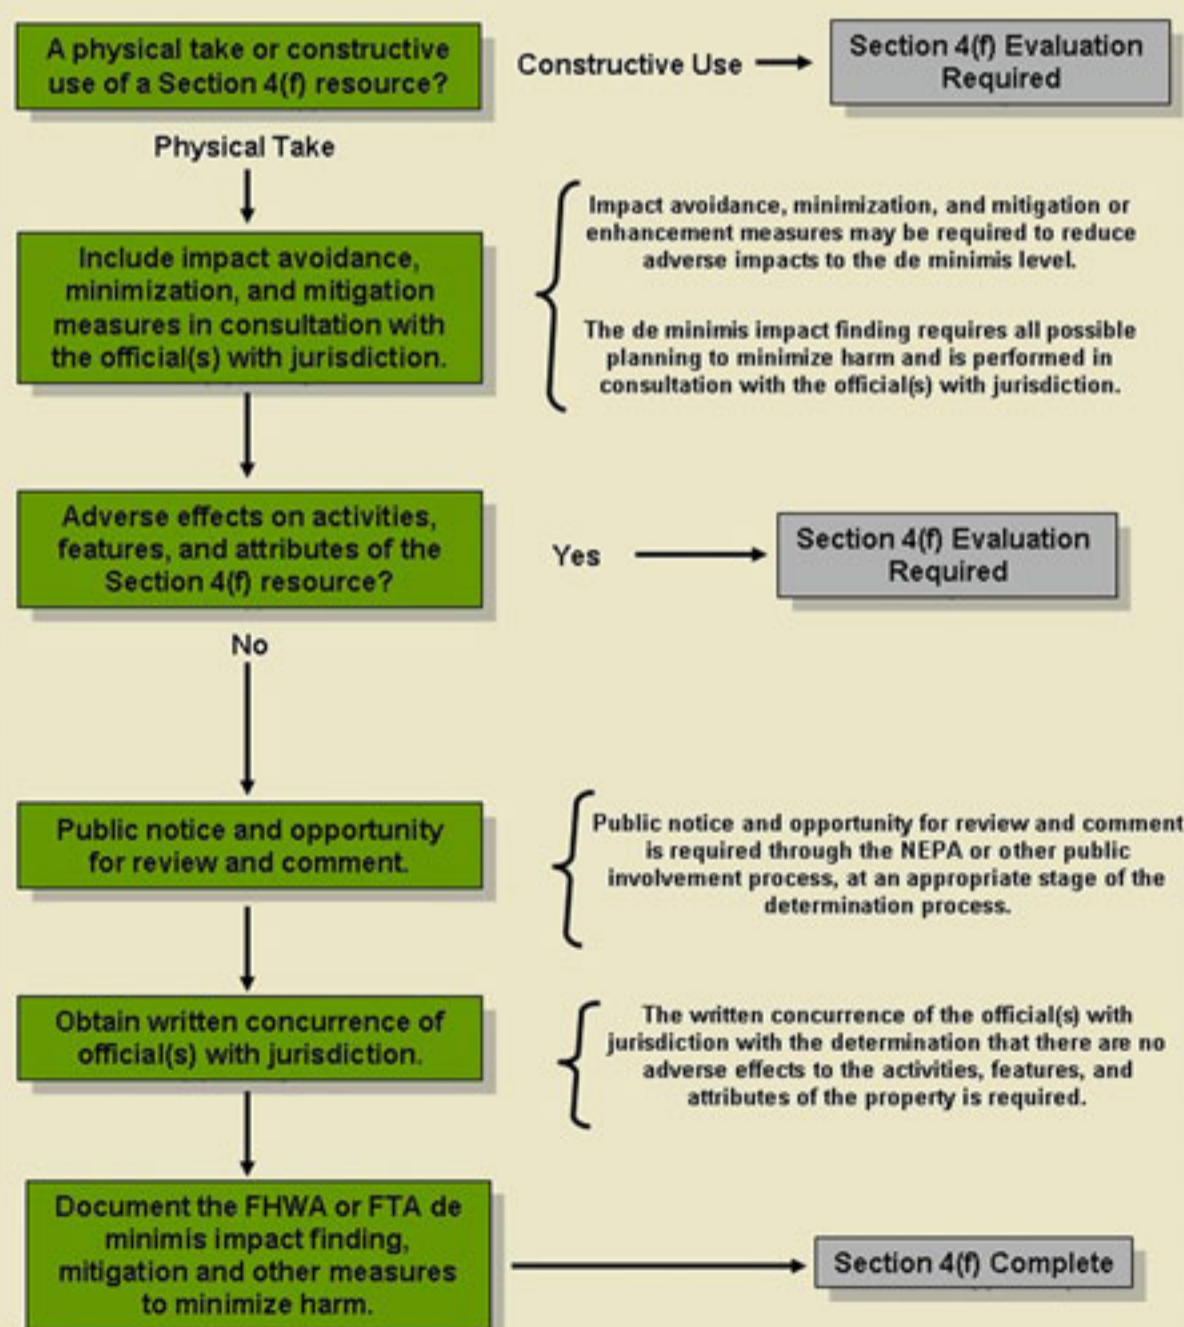 A physical take or constructive
use of a Section 4(f) resource?
Constructive Use
Section 4(f) Evaluation
Required
Physical Take
Include impact avoidance,
minimization, and mitigation
measures in consultation with
the official(s) with jurisdiction.
Impact avoidance, minimization, and mitigation or
enhancement measures may be required to reduce
adverse impacts to the de minimis level.
The de minimis impact finding requires all possible
planning to minimize harm and is performed in
consultation with the official(s) with jurisdiction.
Adverse effects on activities,
features, and attributes of the
Section 4(f) resource?
Yes
Section 4(f) Evaluation
Required
No
Public notice and opportunity
for review and comment.
Public notice and opportunity for review and comment
is required through the NEPA or other public
involvement process, at an appropriate stage of the
determination process.
Obtain written concurrence of
official(s) with jurisdiction.
The written concurrence of the official(s) with
jurisdiction with the determination that there are no
adverse effects to the activities, features, and
attributes of the property is required.
Document the FHWA or FTA de
minimis impact finding,
mitigation and other measures
to minimize harm.
Section 4(f) Complete